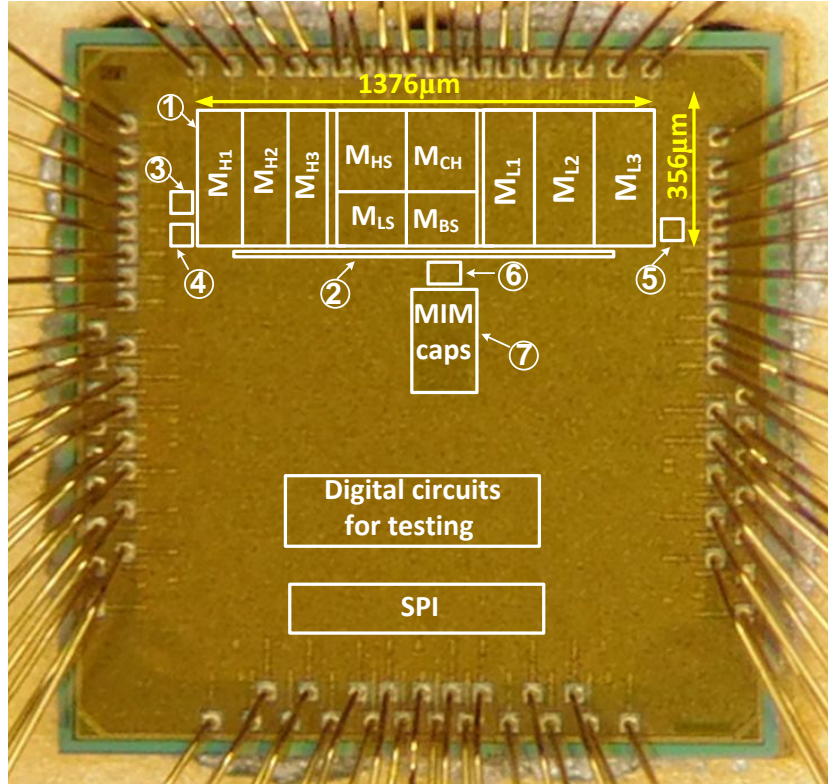 1376µm
①
M_H1 M_H2 M_H3 M_HS M_CH M_L1 M_L2 M_L3
356µm
③
M_LS M_BS
④
⑤
②
⑥
MIM
caps
⑦
Digital circuits
for testing
SPI